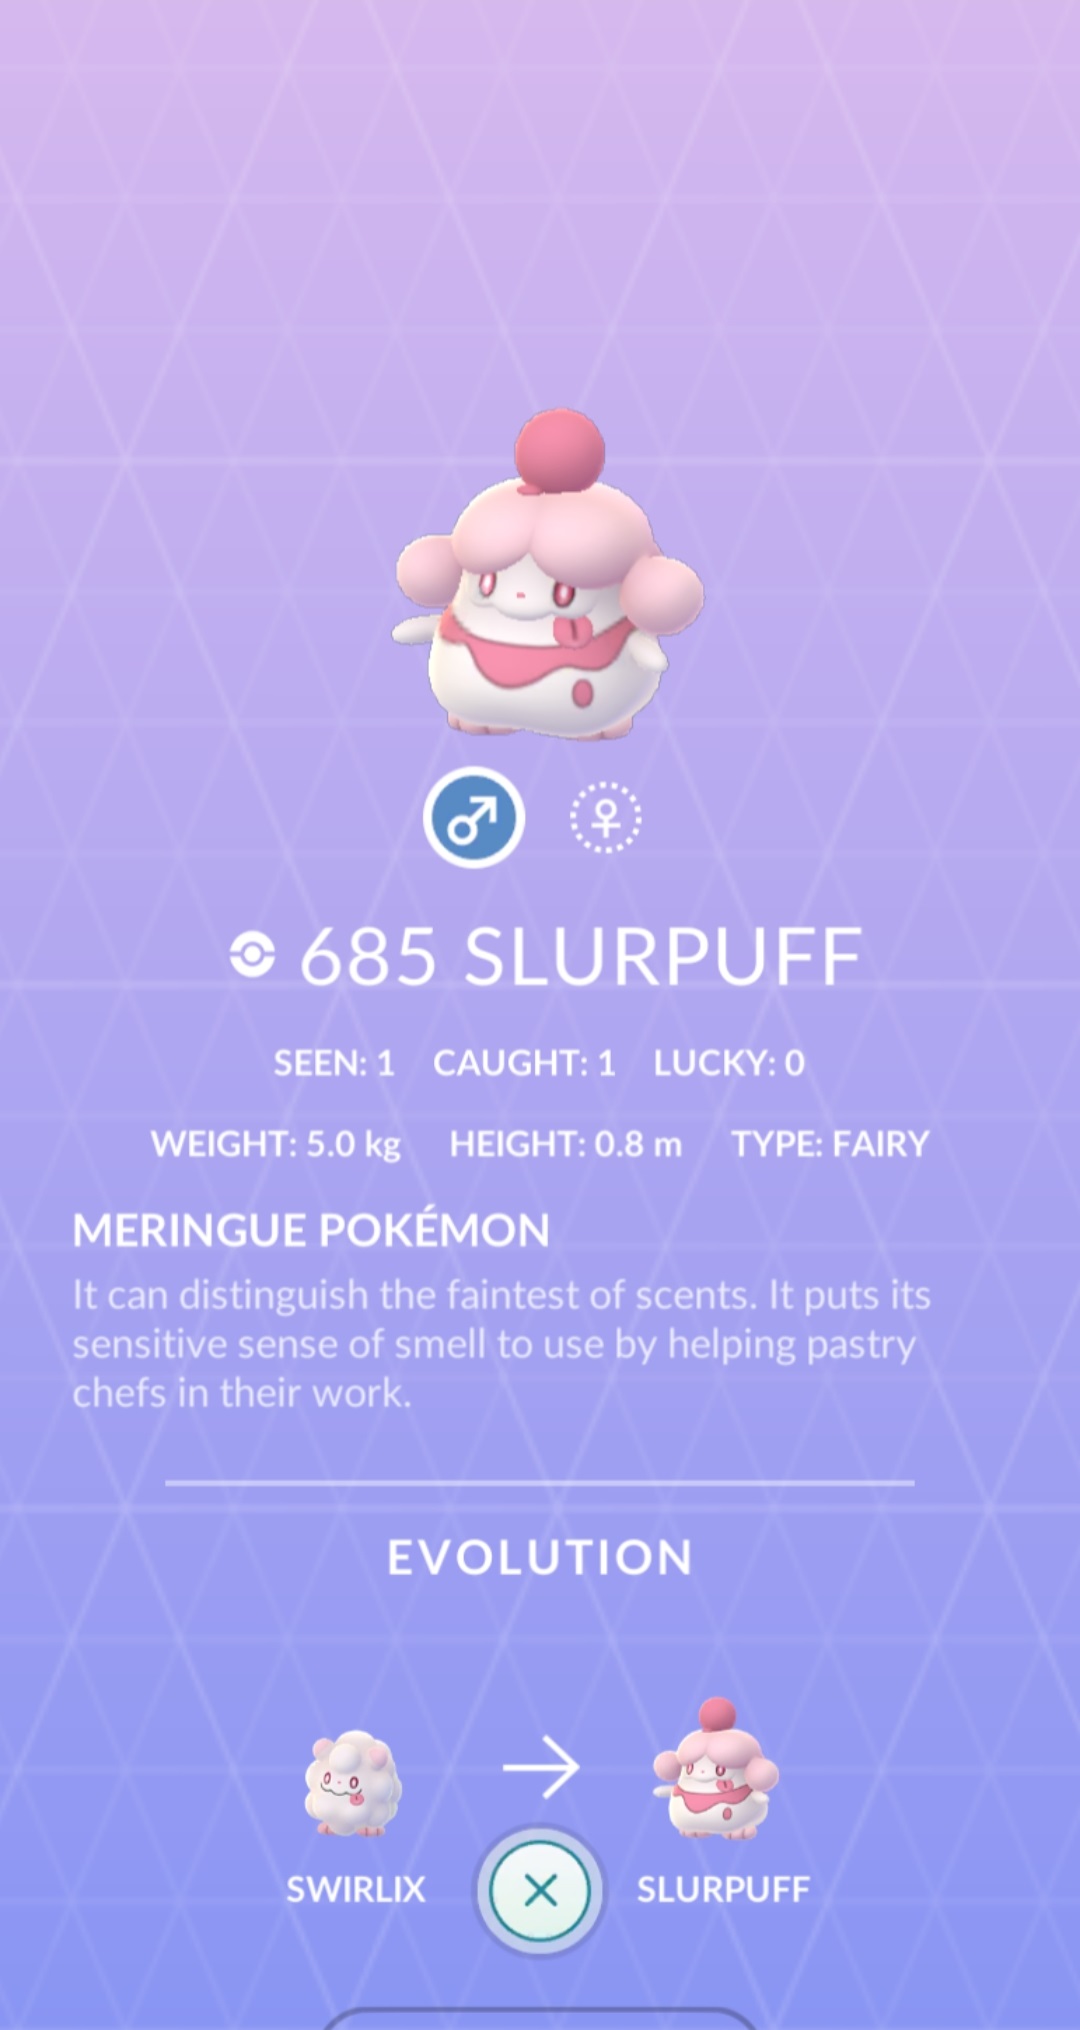 685 SLURPUFF
SEEN: 1 CAUGHT: 1 LUCKY: 0
WEIGHT: 5.0 kg HEIGHT: 0.8 m TYPE: FAIRY
MERINGUE POKÉMON
It can distinguish the faintest of scents. It puts its
sensitive sense of smell to use by helping pastry
chefs in their work.
EVOLUTION
SWIRLIX SLURPUFF